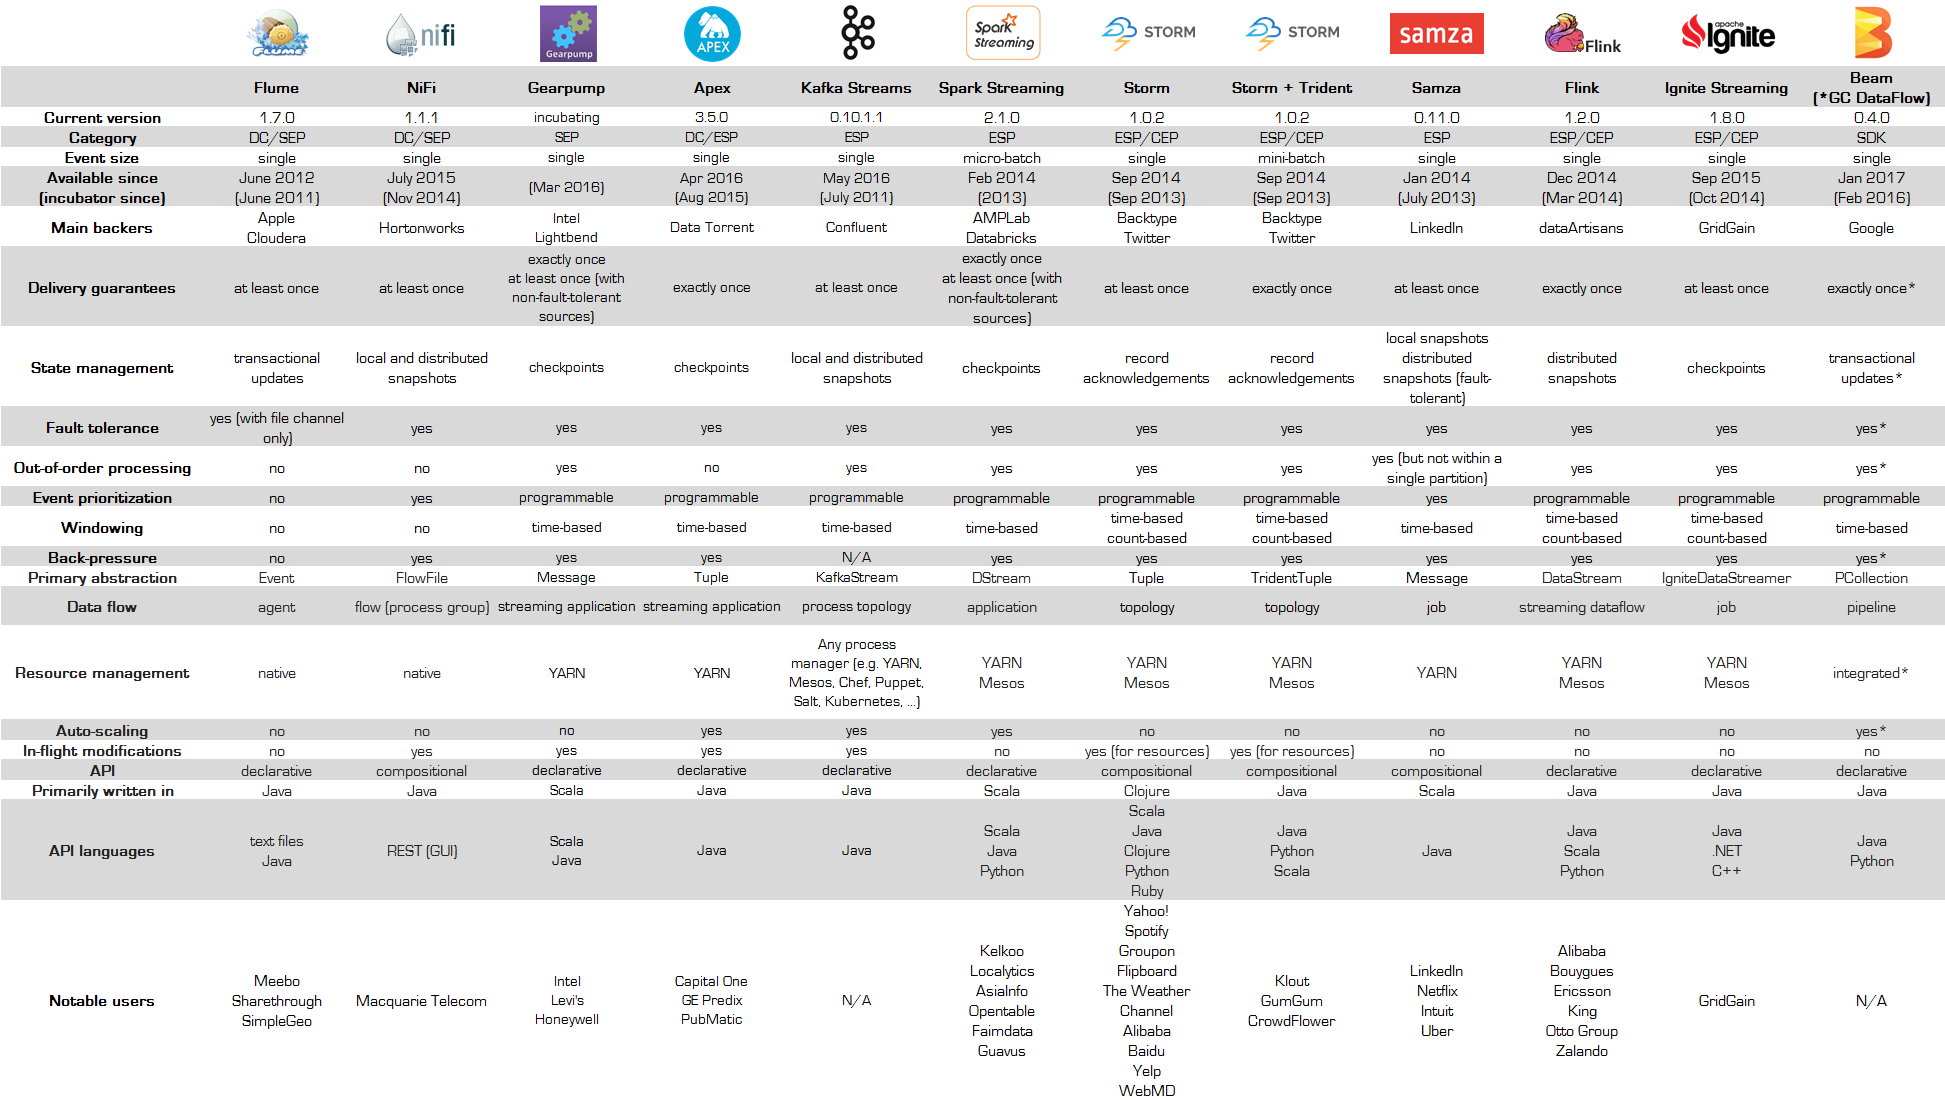 FLUME nifi Gearpump APEX Spark Streaming STORM STORM samza Flink APACHE Ignite
Flume NiFi Gearpump Apex Kafka Streams Spark Streaming Storm Storm + Trident Samza Flink Ignite Streaming Beam (*GC DataFlow)
Current version 1.7.0 1.1.1 incubating 3.5.0 0.10.1.1 2.1.0 1.0.2 1.0.2 0.11.0 1.2.0 1.8.0 0.4.0
Category DC/SEP DC/SEP SEP DC/ESP ESP ESP ESP/CEP ESP/CEP ESP ESP/CEP ESP/CEP SDK
Event size single single single single single micro-batch single mini-batch single single single single
Available since (incubator since) June 2012 (June 2011) July 2015 (Nov 2014) (Mar 2016) Apr 2016 (Aug 2015) May 2016 (July 2011) Feb 2014 (2013) Sep 2014 (Sep 2013) Sep 2014 (Sep 2013) Jan 2014 (July 2013) Dec 2014 (Mar 2014) Sep 2015 (Oct 2014) Jan 2017 (Feb 2016)
Main backers Apple Cloudera Hortonworks Intel Lightbend Data Torrent Confluent AMPLab Databricks Backtype Twitter Backtype Twitter LinkedIn dataArtisans GridGain Google
Delivery guarantees at least once at least once exactly once at least once (with non-fault-tolerant sources) exactly once at least once exactly once at least once (with non-fault-tolerant sources) at least once exactly once at least once exactly once at least once exactly once*
State management transactional updates local and distributed snapshots checkpoints checkpoints local and distributed snapshots checkpoints record acknowledgements record acknowledgements local snapshots distributed snapshots (fault-tolerant) distributed snapshots checkpoints transactional updates*
Fault tolerance yes (with file channel only) yes yes yes yes yes yes yes yes yes yes yes*
Out-of-order processing no no yes no yes yes yes yes yes (but not within a single partition) yes yes yes*
Event prioritization no yes programmable programmable programmable programmable programmable programmable yes programmable programmable programmable
Windowing no no time-based time-based time-based time-based time-based count-based time-based count-based time-based time-based count-based time-based count-based time-based
Back-pressure no yes yes yes N/A yes yes yes yes yes yes yes*
Primary abstraction Event FlowFile Message Tuple KafkaStream DStream Tuple TridentTuple Message DataStream IgniteDataStreamer PCollection
Data flow agent flow (process group) streaming application streaming application process topology application topology topology job streaming dataflow job pipeline
Resource management native native YARN YARN Any process manager (e.g. YARN, Mesos, Chef, Puppet, Salt, Kubernetes, ...) YARN Mesos YARN Mesos YARN Mesos YARN YARN Mesos YARN Mesos integrated*
Auto-scaling no no no yes yes yes no no no no no yes*
In-flight modifications no yes yes yes yes no yes (for resources) yes (for resources) no no no no
API declarative compositional declarative declarative declarative declarative compositional compositional compositional declarative declarative declarative
Primarily written in Java Java Scala Java Java Scala Clojure Java Scala Java Java Java
API languages text files Java REST (GUI) Scala Java Java Java Scala Java Python Scala Java Clojure Python Ruby Java Python Scala Java Java Scala Python Java .NET C++ Java Python
Notable users Meebo Sharethrough SimpleGeo Macquarie Telecom Intel Levi's Honeywell Capital One GE Predix PubMatic N/A Kelkoo Localytics AsiaInfo Opentable Faimdata Guavus Yahoo! Spotify Groupon Flipboard The Weather Channel Alibaba Baidu Yelp WebMD Klout GumGum CrowdFlower LinkedIn Netflix Intuit Uber Alibaba Bouygues Ericsson King Otto Group Zalando GridGain N/A